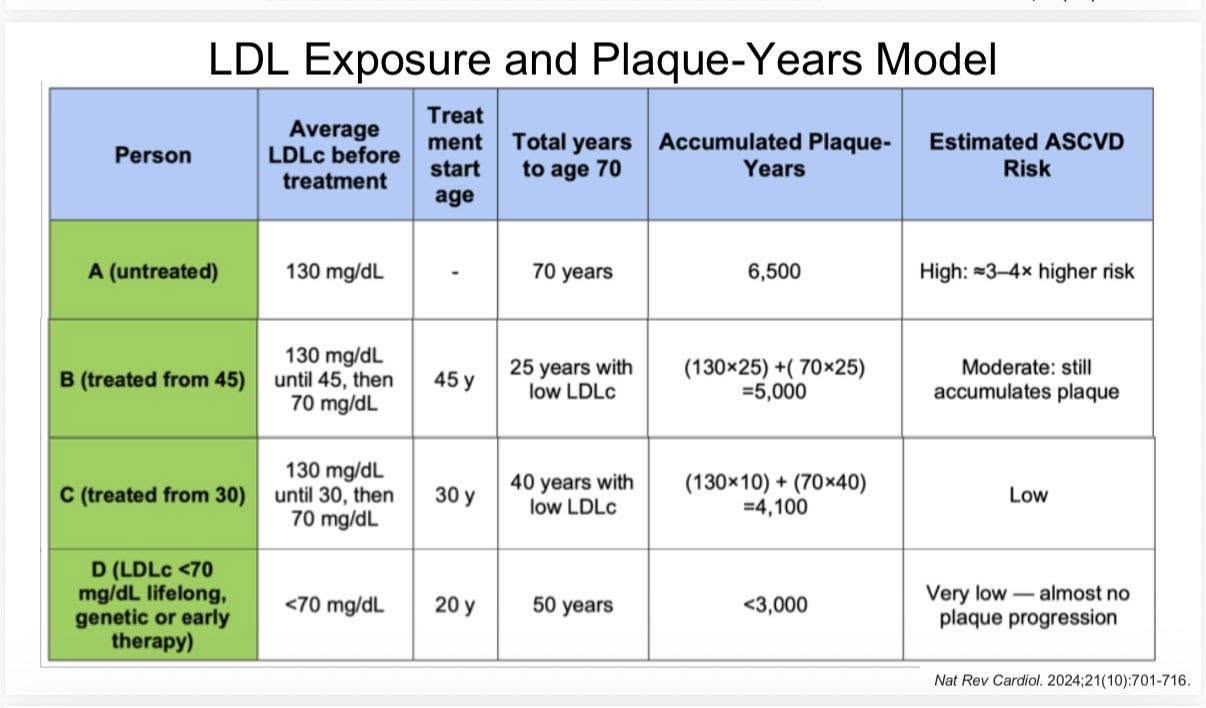 LDL Exposure and Plaque-Years Model
Person
Average
LDLc before
treatment
Treat
ment
start
age
Total years
to age 70
Accumulated Plaque-
Years
Estimated ASCVD
Risk
A (untreated)
130 mg/dL
-
70 years
6,500
High: ≈3–4× higher risk
B (treated from 45)
130 mg/dL
until 45, then
70 mg/dL
45 y
25 years with
low LDLc
(130×25) +( 70×25)
=5,000
Moderate: still
accumulates plaque
C (treated from 30)
130 mg/dL
until 30, then
70 mg/dL
30 y
40 years with
low LDLc
(130×10) + (70×40)
=4,100
Low
D (LDLc <70
mg/dL lifelong,
genetic or early
therapy)
<70 mg/dL
20 y
50 years
<3,000
Very low — almost no
plaque progression
Nat Rev Cardiol. 2024;21(10):701-716.